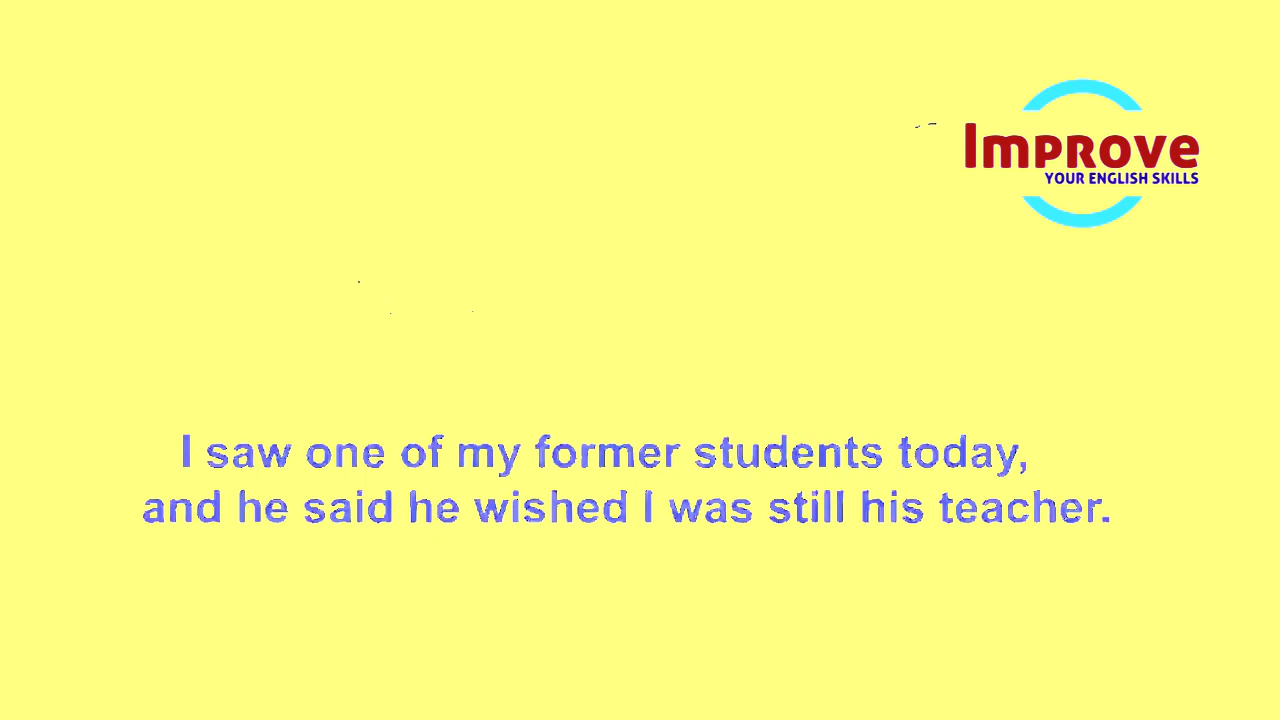 Improve
YOUR ENGLISH SKILLS
I saw one of my former students today,
and he said he wished I was still his teacher.